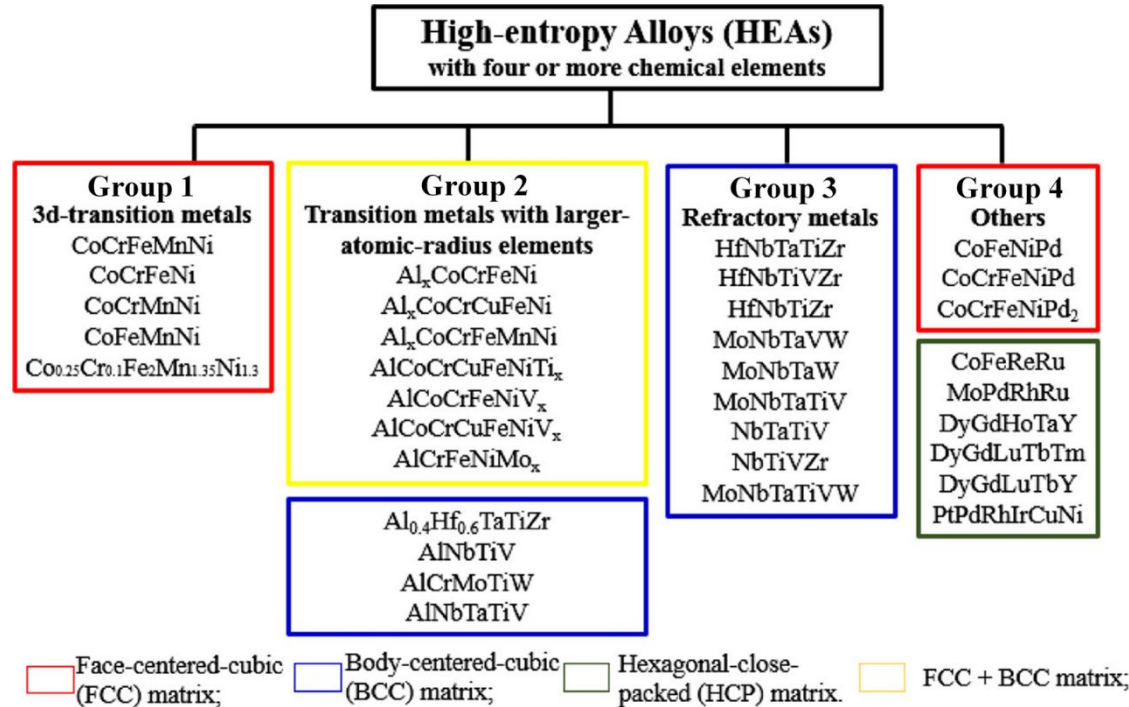 High-entropy Alloys (HEAs)
with four or more chemical elements
Group 1
3d-transition metals
CoCrFeMnNi
CoCrFeNi
CoCrMnNi
CoFeMnNi
Co₀.₂₅Cr₀.₁Fe₂Mn₁.₃₅Ni₁.₃
Group 2
Transition metals with larger-
atomic-radius elements
AlₓCoCrFeNi
AlₓCoCrCuFeNi
AlₓCoCrFeMnNi
AlCoCrCuFeNiTiₓ
AlCoCrFeNiVₓ
AlCoCrCuFeNiVₓ
AlCrFeNiMoₓ
Al₀.₄Hf₀.₆TaTiZr
AlNbTiV
AlCrMoTiW
AlNbTaTiV
Group 3
Refractory metals
HfNbTaTiZr
HfNbTiVZr
HfNbTiZr
MoNbTaVW
MoNbTaW
MoNbTaTiV
NbTaTiV
NbTiVZr
MoNbTaTiVW
Group 4
Others
CoFeNiPd
CoCrFeNiPd
CoCrFeNiPd₂
CoFeReRu
MoPdRhRu
DyGdHoTaY
DyGdLuTbTm
DyGdLuTbY
PtPdRhIrCuNi
Face-centered-cubic
(FCC) matrix;
Body-centered-cubic
(BCC) matrix;
Hexagonal-close-
packed (HCP) matrix.
FCC + BCC matrix;